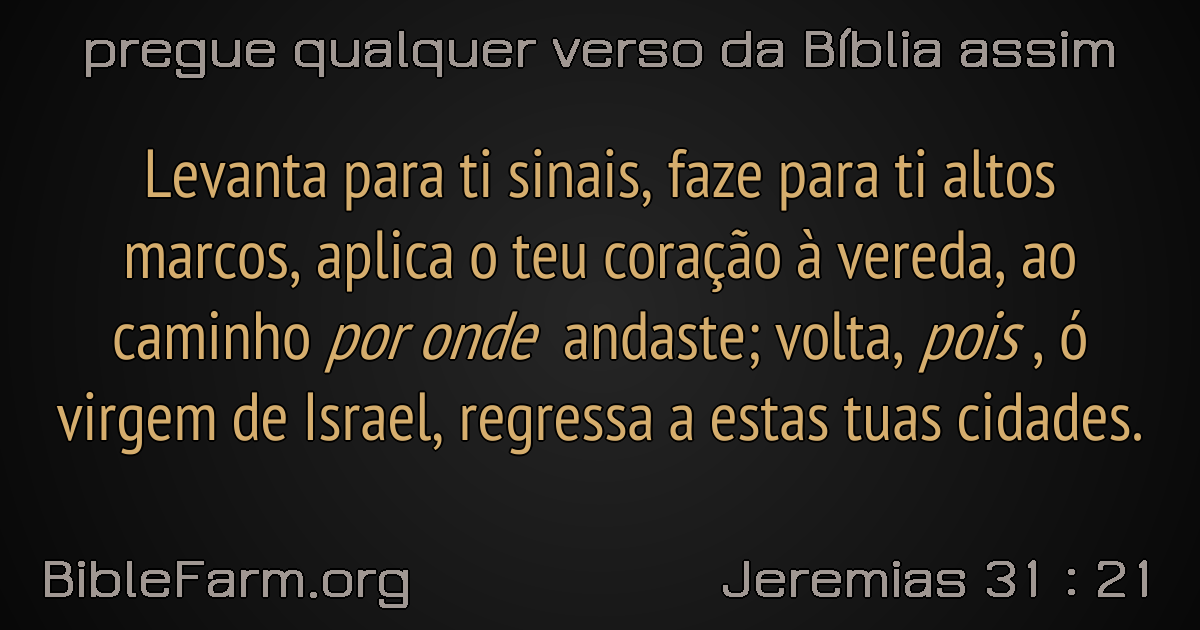 pregue qualquer verso da Bíblia assim
Levanta para ti sinais, faze para ti altos
marcos, aplica o teu coração à vereda, ao
caminho por onde andaste; volta, pois , ó
virgem de Israel, regressa a estas tuas cidades.
BibleFarm.org
Jeremias 31 : 21